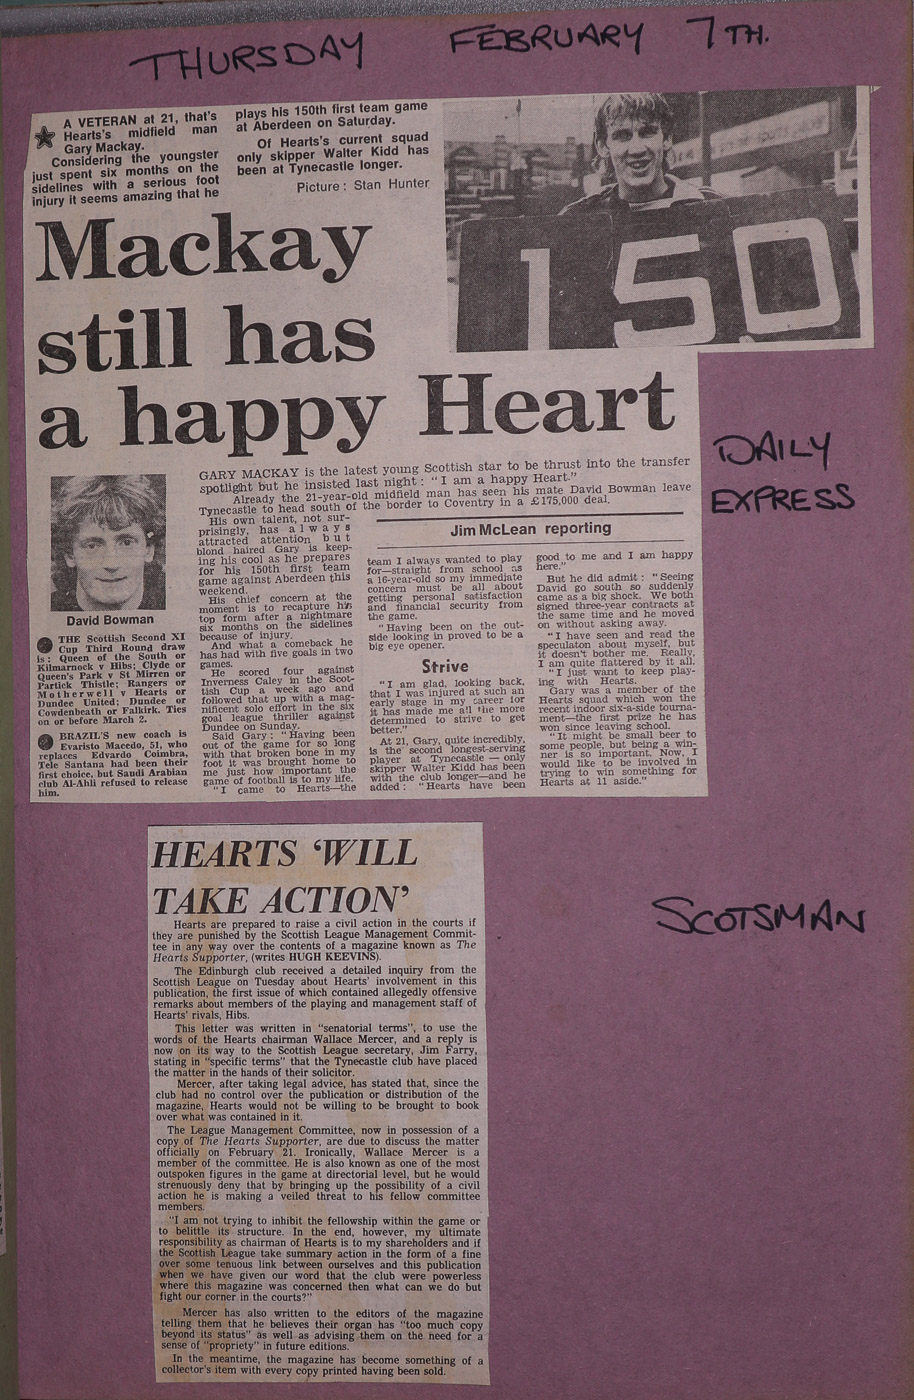 THURSDAY FEBRUARY 7TH.
A VETERAN at 21, that's
Hearts's midfield man
Gary Mackay.
Considering the youngster
just spent six months on the
sidelines with a serious foot
injury it seems amazing that he
plays his 150th first team game
at Aberdeen on Saturday.
Of Hearts's current squad
only skipper Walter Kidd has
been at Tynecastle longer.
Picture: Stan Hunter
150
Mackay
still has
a happy Heart
DAILY
EXPRESS
GARY MACKAY is the latest young Scottish star to be thrust into the transfer
spotlight but he insisted last night: "I am a happy Heart."
Already the 21-year-old midfield man has seen his mate David Bowman leave
Tynecastle to head south of the border to Coventry in a £175,000 deal.
David Bowman
THE Scottish Second XI
Cup Third Round draw
is: Queen of the South or
Kilmarnock v Hibs; Clyde or
Queen's Park v St Mirren or
Partick Thistle; Rangers or
Motherwell v Hearts or
Dundee United; Dundee or
Cowdenbeath or Falkirk. Ties
on or before March 2.
BRAZIL'S new coach is
Evaristo Macedo, 51, who
replaces Edvardo Coimbra.
Tele Santana had been their
first choice, but Saudi Arabian
club Al-Ahli refused to release
him.
His own talent, not sur-
prisingly, has always
attracted attention but
blond haired Gary is keep-
ing his cool as he prepares
for his 150th first team
game against Aberdeen this
weekend.
His chief concern at the
moment is to recapture his
top form after a nightmare
six months on the sidelines
because of injury.
And what a comeback he
has had with five goals in two
games.
He scored four against
Inverness Caley in the Scot-
tish Cup a week ago and
followed that up with a mag-
nificent solo effort in the six
goal league thriller against
Dundee on Sunday.
Said Gary: "Having been
out of the game for so long
with that broken bone in my
foot it was brought home to
me just how important the
game of football is to my life.
"I came to Hearts—the
Jim McLean reporting
team I always wanted to play
for—straight from school as
a 16-year-old so my immediate
concern must be all about
getting personal satisfaction
and financial security from
the game.
"Having been on the out-
side looking in proved to be a
big eye opener.
Strive
"I am glad, looking back,
that I was injured at such an
early stage in my career for
it has made me all the more
determined to strive to get
better."
At 21, Gary, quite incredibly,
is the second longest-serving
player at Tynecastle — only
skipper Walter Kidd has been
with the club longer—and he
added: "Hearts have been
good to me and I am happy
here."
But he did admit: "Seeing
David go south so suddenly
came as a big shock. We both
signed three-year contracts at
the same time and he moved
on without asking away.
"I have seen and read the
speculaton about myself, but
it doesn't bother me. Really,
I am quite flattered by it all.
"I just want to keep play-
ing with Hearts.
Gary was a member of the
Hearts squad which won the
recent indoor six-a-side tourna-
ment—the first prize he has
won since leaving school.
"It might be small beer to
some people, but being a win-
ner is so important. Now, I
would like to be involved in
trying to win something for
Hearts at 11 aside."
HEARTS 'WILL
TAKE ACTION'
SCOTSMAN
Hearts are prepared to raise a civil action in the courts if
they are punished by the Scottish League Management Commit-
tee in any way over the contents of a magazine known as The
Hearts Supporter, (writes HUGH KEEVINS).
The Edinburgh club received a detailed inquiry from the
Scottish League on Tuesday about Hearts' involvement in this
publication, the first issue of which contained allegedly offensive
remarks about members of the playing and management staff of
Hearts' rivals, Hibs.
This letter was written in "senatorial terms", to use the
words of the Hearts chairman Wallace Mercer, and a reply is
now on its way to the Scottish League secretary, Jim Farry,
stating in "specific terms" that the Tynecastle club have placed
the matter in the hands of their solicitor.
Mercer, after taking legal advice, has stated that, since the
club had no control over the publication or distribution of the
magazine, Hearts would not be willing to be brought to book
over what was contained in it.
The League Management Committee, now in possession of a
copy of The Hearts Supporter, are due to discuss the matter
officially on February 21. Ironically, Wallace Mercer is a
member of the committee. He is also known as one of the most
outspoken figures in the game at directorial level, but he would
strenuously deny that by bringing up the possibility of a civil
action he is making a veiled threat to his fellow committee
members.
"I am not trying to inhibit the fellowship within the game or
to belittle its structure. In the end, however, my ultimate
responsibility as chairman of Hearts is to my shareholders and if
the Scottish League take summary action in the form of a fine
over some tenuous link between ourselves and this publication
when we have given our word that the club were powerless
where this magazine was concerned then what can we do but
fight our corner in the courts?"
Mercer has also written to the editors of the magazine
telling them that he believes their organ has "too much copy
beyond its status" as well as advising them on the need for a
sense of "propriety" in future editions.
In the meantime, the magazine has become something of a
collector's item with every copy printed having been sold.